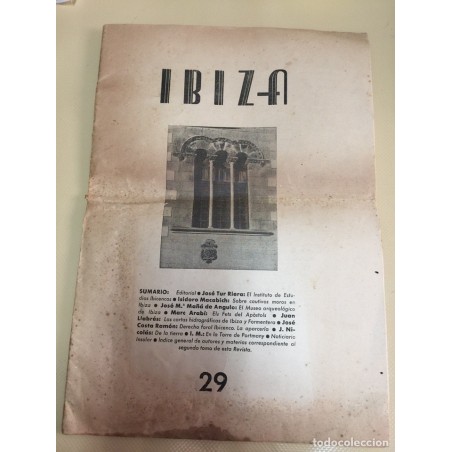 IBIZA
SUMARIO: Editorial ● José Tur Riera: El Instituto de Estu-
dios Ibicencos ● Isidoro Macabich: Sobre cautivos moros en
Ibiza ● José M.ª Mañá de Angulo: El Museo arqueológico
de Ibiza ● Marc Arabí: Els Fets del Apòstols ● Juan
Llabrés: Las cartas hidrográficas de Ibiza y Formentera ● José
Costa Ramón: Derecho foral Ibicenco. La aparcería ● J. Ni-
colás: De la tierra ● I. M.: En la Torre de Portmany ● Noticiario
insular ● Indice general de autores y materias correspondiente al
segundo tomo de esta Revista.
29
todocoleccion